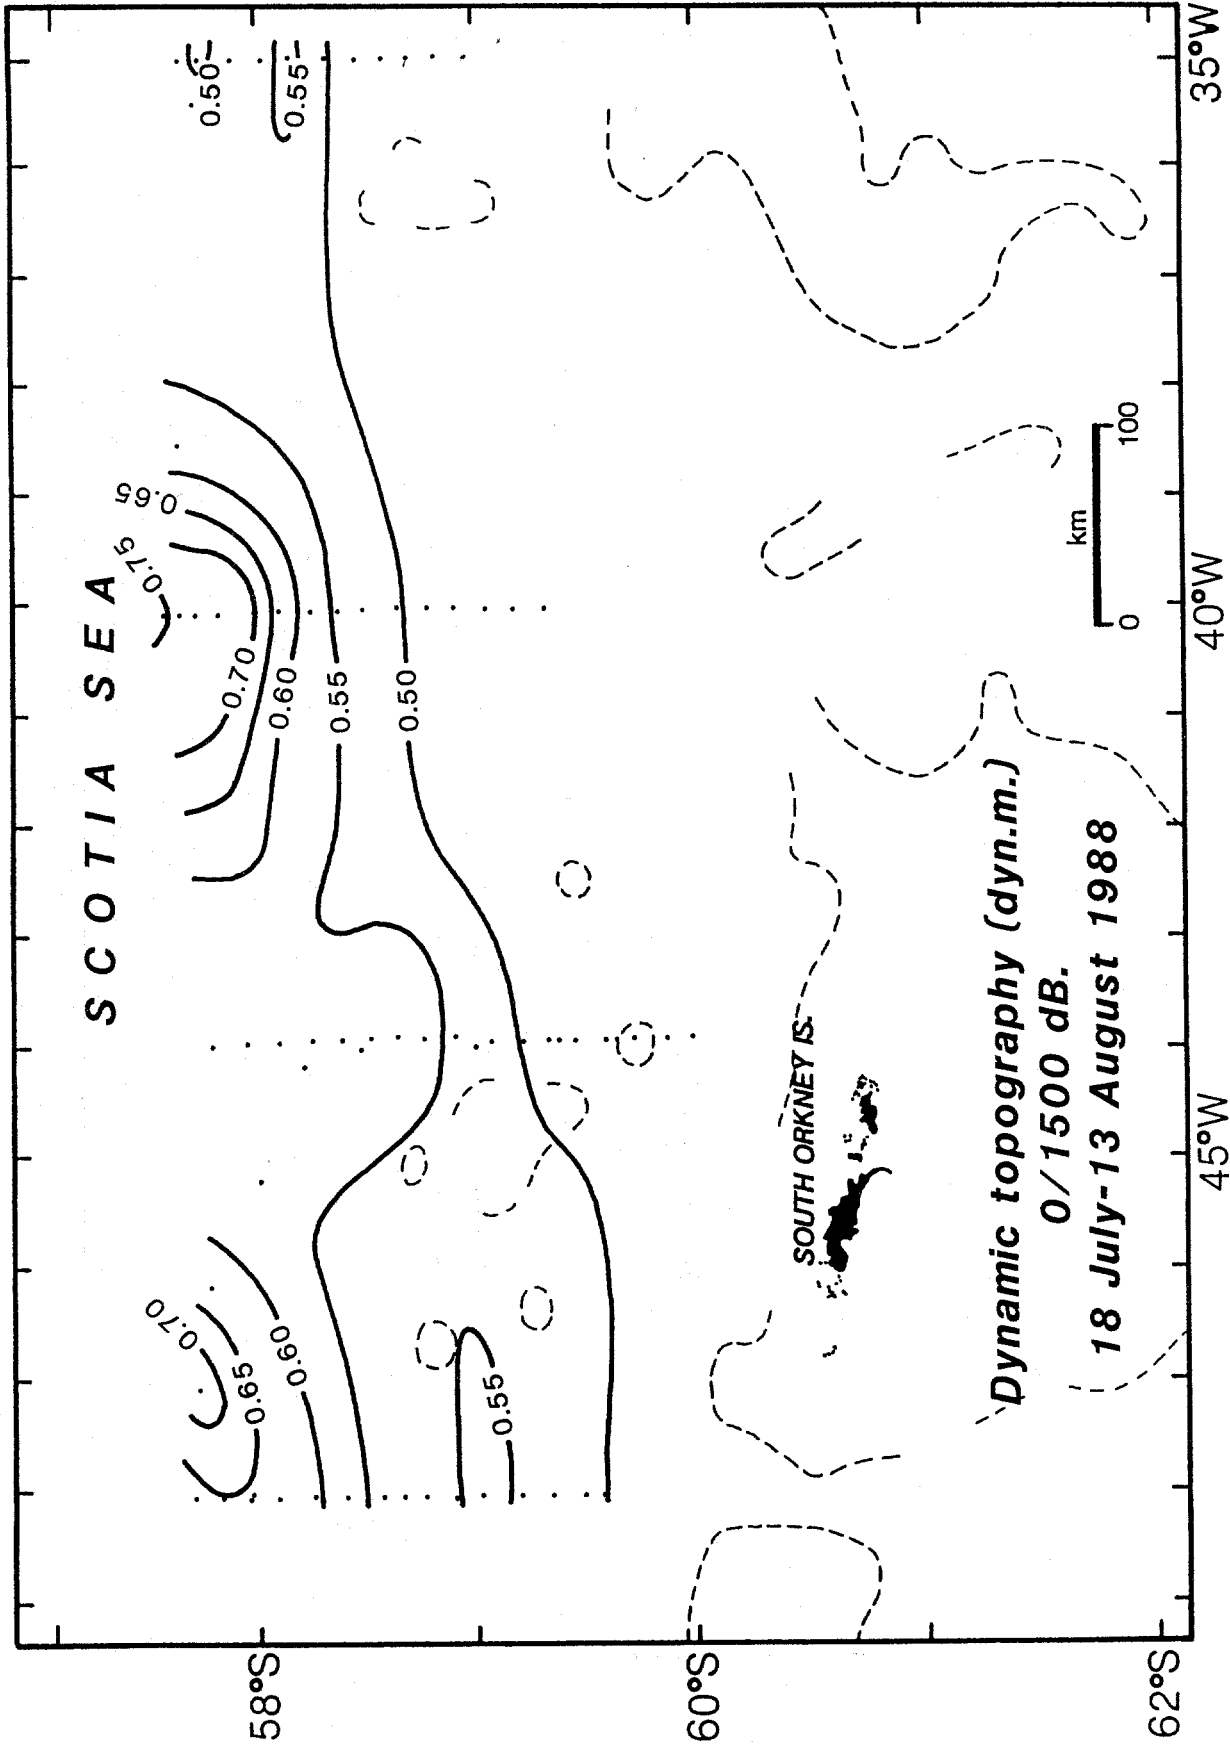 SCOTIA SEA
0.70
0.65
0.60
0.55
0.75
0.65
0.70
0.60
0.55
0.50
0.50
0.55
SOUTH ORKNEY IS.
Dynamic topography (dyn.m.)
0/1500 dB.
18 July-13 August 1988
km
0 100
58°S
60°S
62°S
45°W
40°W
35°W